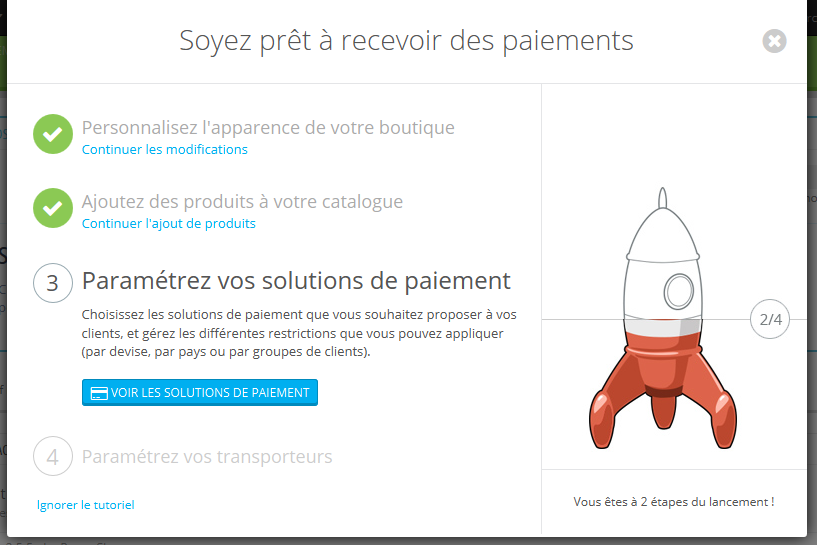 Soyez prêt à recevoir des paiements
Personnalisez l'apparence de votre boutique
Continuer les modifications
Ajoutez des produits à votre catalogue
Continuer l'ajout de produits
3
Paramétrez vos solutions de paiement
Choisissez les solutions de paiement que vous souhaitez proposer à vos
clients, et gérez les différentes restrictions que vous pouvez appliquer
(par devise, par pays ou par groupes de clients).
VOIR LES SOLUTIONS DE PAIEMENT
4
Paramétrez vos transporteurs
Ignorer le tutoriel
2/4
Vous êtes à 2 étapes du lancement !